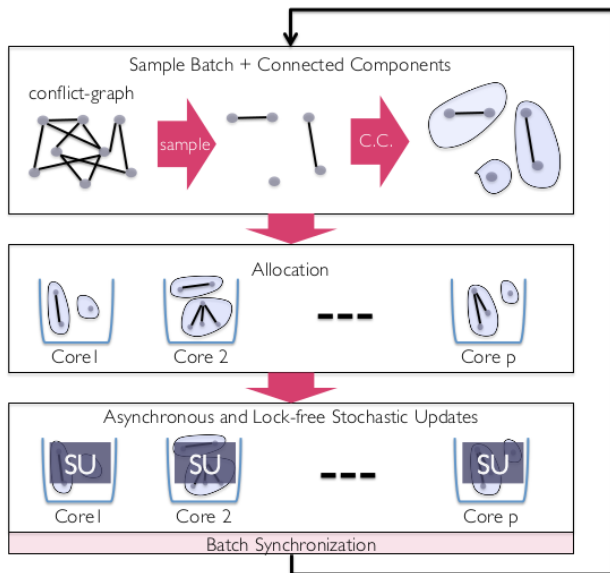 Sample Batch + Connected Components
conflict-graph
sample
C.C.
Allocation
Core1
Core 2
Core p
Asynchronous and Lock-free Stochastic Updates
SU
SU
SU
Core1
Core 2
Core p
Batch Synchronization